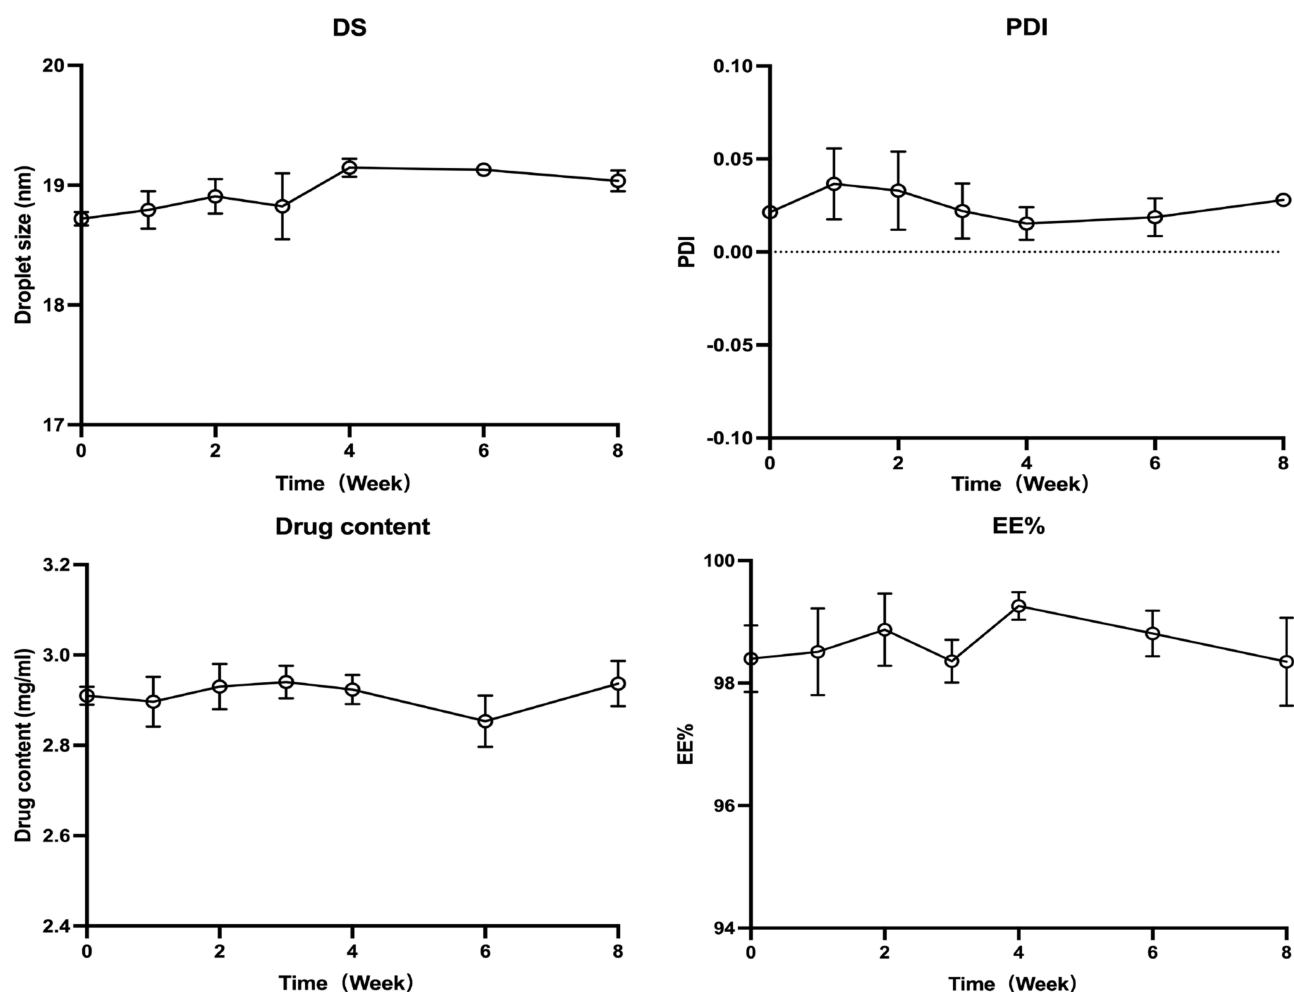 DS
20
19
18
17
Droplet size (nm)
0 2 4 6 8
Time（Week）
PDI
0.10
0.05
0.00
-0.05
-0.10
PDI
0 2 4 6 8
Time（Week）
Drug content
3.2
3.0
2.8
2.6
2.4
Drug content (mg/ml)
0 2 4 6 8
Time（Week）
EE%
100
98
96
94
EE%
0 2 4 6 8
Time（Week）